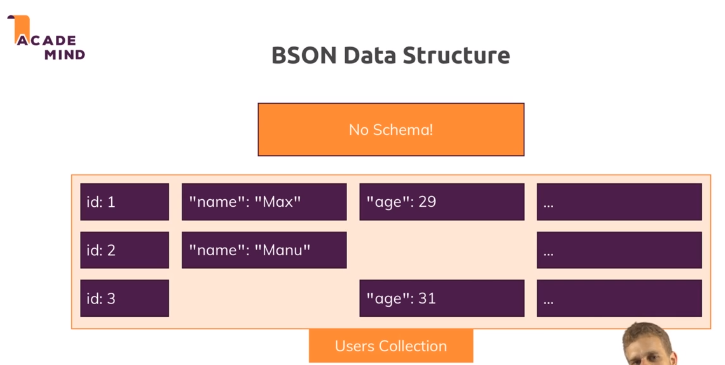 ACADE
MIND
BSON Data Structure
No Schema!
id: 1 "name": "Max" "age": 29 ...
id: 2 "name": "Manu" ...
id: 3 "age": 31 ...
Users Collection